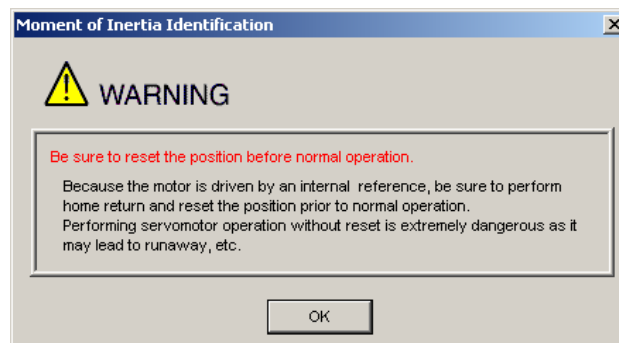 Moment of Inertia Identification
WARNING
Be sure to reset the position before normal operation.
Because the motor is driven by an internal reference, be sure to perform
home return and reset the position prior to normal operation.
Performing servomotor operation without reset is extremely dangerous as it
may lead to runaway, etc.
OK